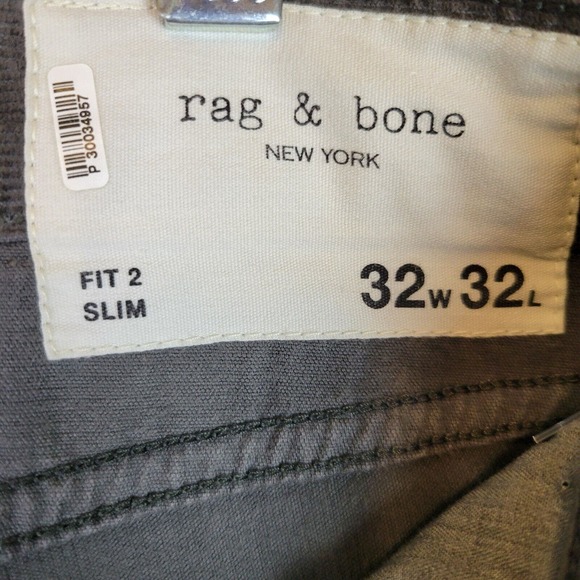 rag & bone
NEW YORK
P 30034957
FIT 2
SLIM
32W 32L